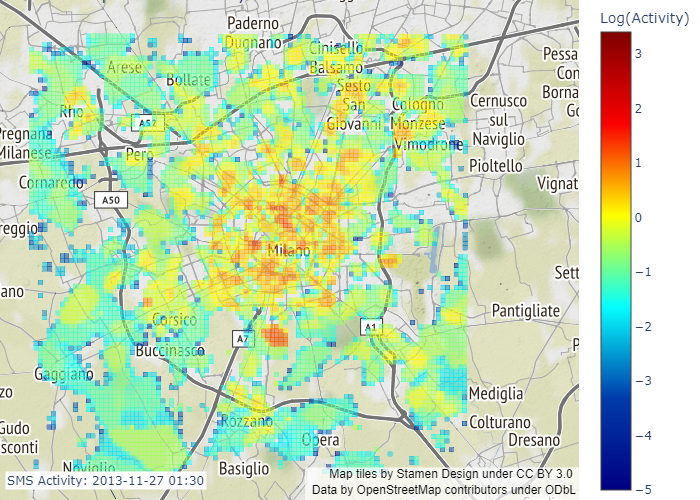 Log(Activity)
3
2
1
0
−1
−2
−3
−4
−5
Paderno
Dugnano
Cinisello
Balsamo
Arese
Bollate
Sesto
San
Giovanni
Cologno
Monzese
Vimodrone
Cernusco
sul
Naviglio
Pioltello
Pessa
Con
Borna
Go
Vignat
Rho
A52
Pero
Pregnana
Milanese
Cornaredo
A50
reggio
Milano
ano
Sett
Pantigliate
P
Corsico
A7
A1
Buccinasco
Gaggiano
zo
Mediglia
Colturano
Dresano
Rozzano
Opera
Gudo
sconti
Noviglio
Basiglio
SMS Activity: 2013-11-27 01:30
Map tiles by Stamen Design under CC BY 3.0
Data by OpenStreetMap contributors under ODbL